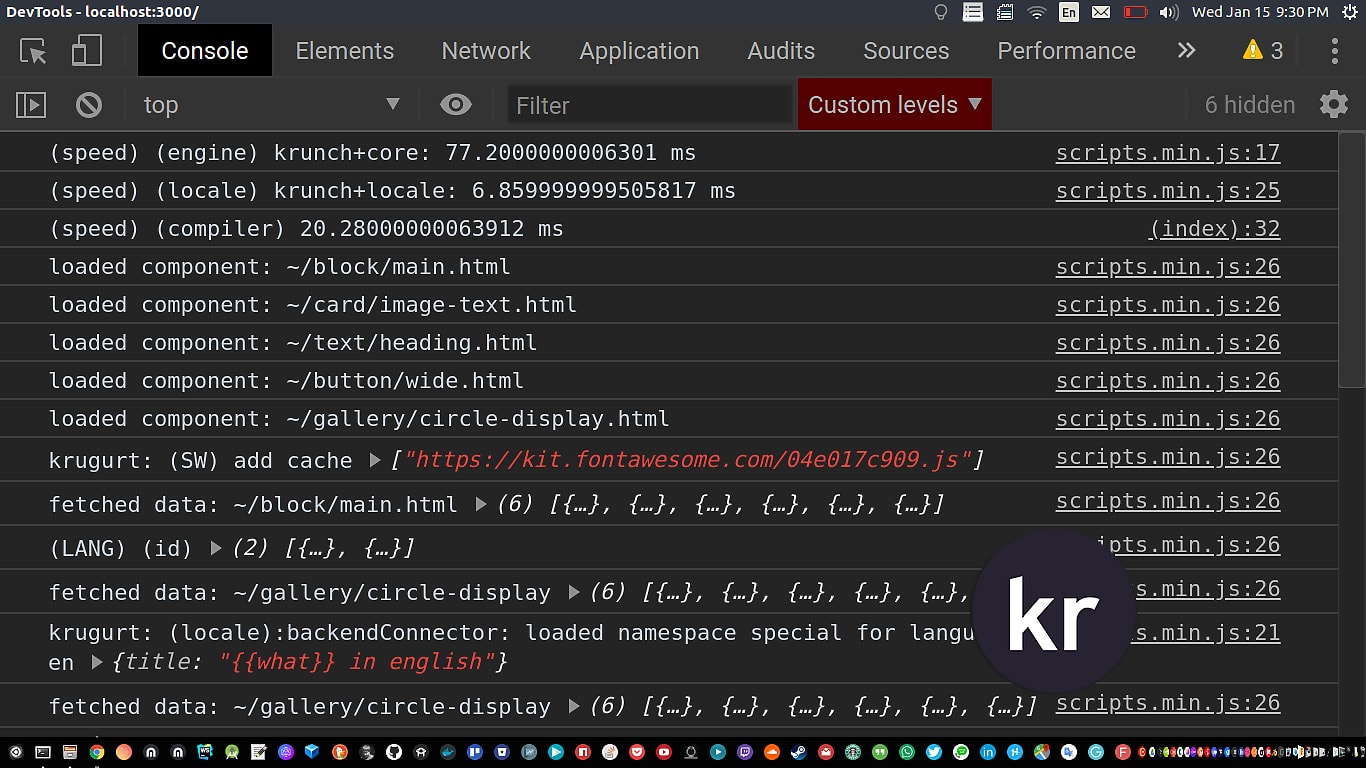 DevTools - localhost:3000/
En
Wed Jan 15 9:30 PM
Console Elements Network Application Audits Sources Performance » 3
top Filter Custom levels 6 hidden
(speed) (engine) krunch+core: 77.2000000006301 ms scripts.min.js:17
(speed) (locale) krunch+locale: 6.859999999505817 ms scripts.min.js:25
(speed) (compiler) 20.28000000063912 ms (index):32
loaded component: ~/block/main.html scripts.min.js:26
loaded component: ~/card/image-text.html scripts.min.js:26
loaded component: ~/text/heading.html scripts.min.js:26
loaded component: ~/button/wide.html scripts.min.js:26
loaded component: ~/gallery/circle-display.html scripts.min.js:26
krugurt: (SW) add cache ▶ ["https://kit.fontawesome.com/04e017c909.js"] scripts.min.js:26
fetched data: ~/block/main.html ▶ (6) [{…}, {…}, {…}, {…}, {…}, {…}] scripts.min.js:26
(LANG) (id) ▶ (2) [{…}, {…}] ipts.min.js:26
fetched data: ~/gallery/circle-display ▶ (6) [{…}, {…}, {…}, {…}, {…}, s.min.js:26
krugurt: (locale):backendConnector: loaded namespace special for langu s.min.js:21
en ▶ {title: "{{what}} in english"}
kr
fetched data: ~/gallery/circle-display ▶ (6) [{…}, {…}, {…}, {…}, {…}, {…}] scripts.min.js:26